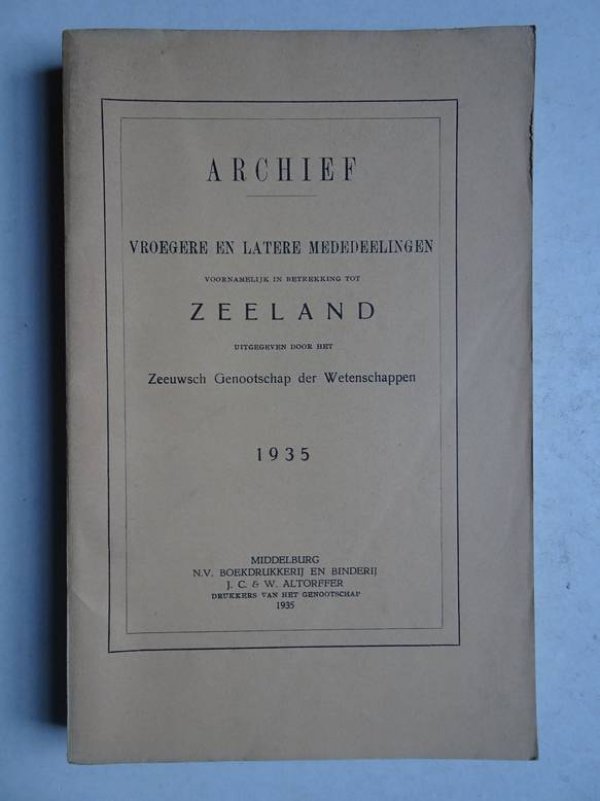 ARCHIEF
VROEGERE EN LATERE MEDEDEELINGEN
VOORNAMELIJK IN BETREKKING TOT
ZEELAND
UITGEGEVEN DOOR HET
Zeeuwsch Genootschap der Wetenschappen
1935
MIDDELBURG
N.V. BOEKDRUKKERIJ EN BINDERIJ
J. C. & W. ALTORFFER
DRUKKERS VAN HET GENOOTSCHAP
1935